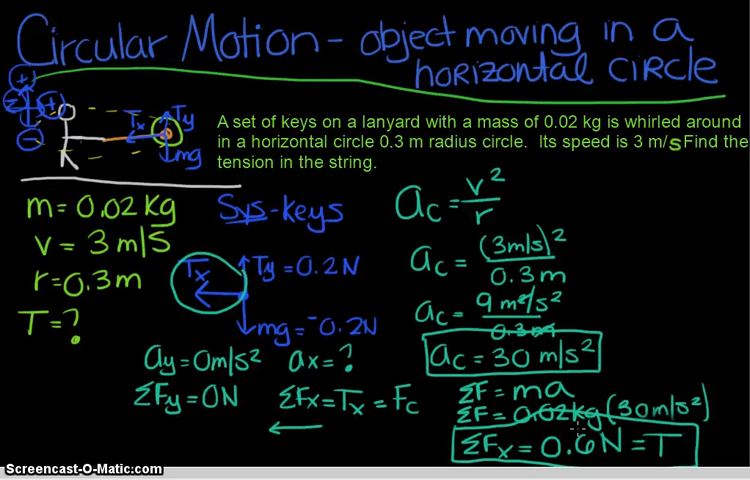 Circular Motion - object moving in a
horizontal CIRCLE
Tx
Ty
mg
A set of keys on a lanyard with a mass of 0.02 kg is whirled around
in a horizontal circle 0.3 m radius circle. Its speed is 3 m/s Find the
tension in the string.
m = 0.02 kg
v = 3 m/s
r = 0.3 m
T = ?
Sys-keys
Tx
Ty = 0.2N
mg = -0.2N
ay = 0 m/s² ax = ?
ΣFy = 0N ΣFx = Tx = Fc
ac = v²/r
ac = (3m/s)²/0.3m
ac = 9 m²/s²/0.3m
ac = 30 m/s²
ΣF = ma
ΣF = 0.02kg (30m/s²)
ΣFx = 0.6N = T
Screencast-O-Matic.com